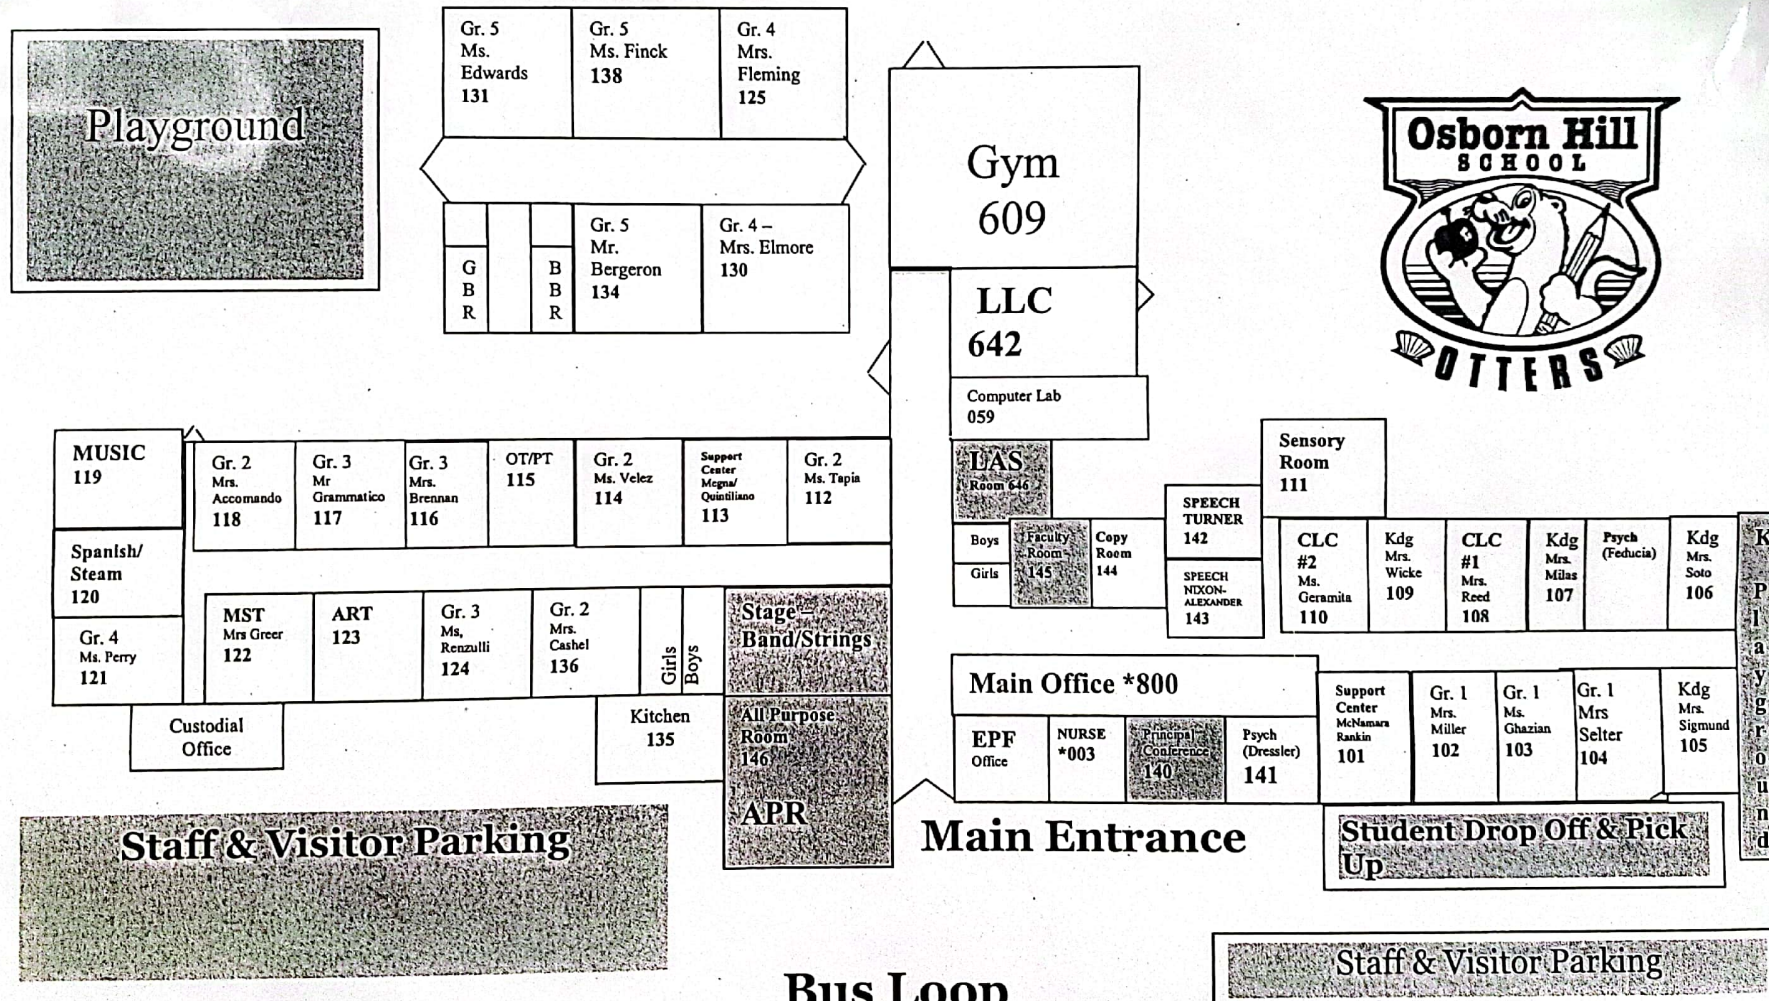 Playground
Gr. 5
Ms.
Edwards
131
Gr. 5
Ms. Finck
138
Gr. 4
Mrs.
Fleming
125
G
B
R
B
B
R
Gr. 5
Mr.
Bergeron
134
Gr. 4 –
Mrs. Elmore
130
Gym
609
LLC
642
Computer Lab
059
Osborn Hill
SCHOOL
OTTERS
MUSIC
119
Gr. 2
Mrs.
Accomando
118
Gr. 3
Mr
Grammatico
117
Gr. 3
Mrs.
Brennan
116
OT/PT
115
Gr. 2
Ms. Velez
114
Support
Center
Megna/
Quintiliano
113
Gr. 2
Ms. Tapia
112
LAS
Room 646
Boys
Girls
Faculty
Room
145
Copy
Room
144
SPEECH
TURNER
142
SPEECH
NIXON-
ALEXANDER
143
Sensory
Room
111
CLC
#2
Ms.
Geramita
110
Kdg
Mrs.
Wicke
109
CLC
#1
Mrs.
Reed
108
Kdg
Mrs.
Milas
107
Psych
(Feducia)
Kdg
Mrs.
Soto
106
K
P
l
a
y
g
r
o
u
n
d
Spanish/
Steam
120
Gr. 4
Ms. Perry
121
MST
Mrs Greer
122
ART
123
Gr. 3
Ms,
Renzulli
124
Gr. 2
Mrs.
Cashel
136
Girls
Boys
Stage –
Band/Strings
Custodial
Office
Kitchen
135
All Purpose
Room
146
APR
Main Office *800
EPF
Office
NURSE
*003
Principal
Conference
140
Psych
(Dressler)
141
Support
Center
McNamara
Rankin
101
Gr. 1
Mrs.
Miller
102
Gr. 1
Ms.
Ghazian
103
Gr. 1
Mrs
Selter
104
Kdg
Mrs.
Sigmund
105
Staff & Visitor Parking
Main Entrance
Student Drop Off & Pick
Up
Staff & Visitor Parking
Bus Loop